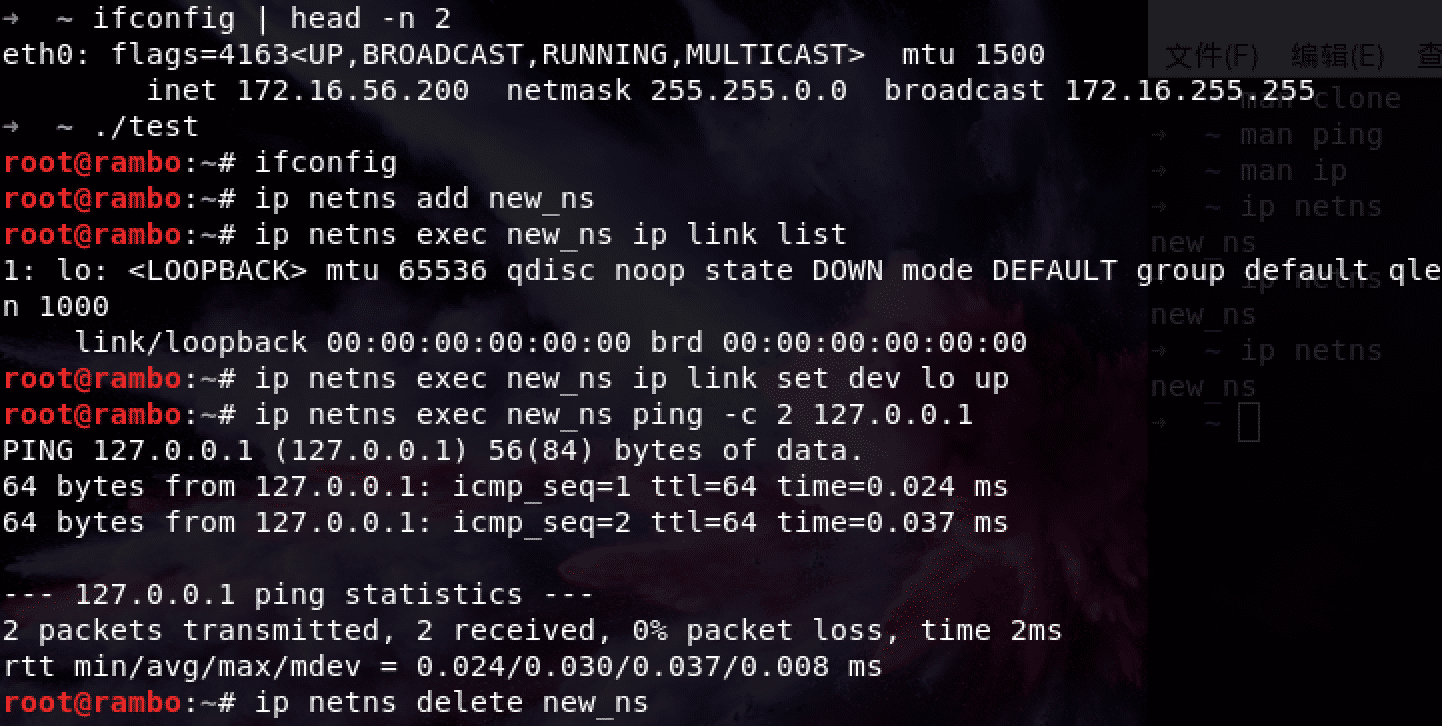 →  ~ ifconfig | head -n 2
eth0: flags=4163<UP,BROADCAST,RUNNING,MULTICAST>  mtu 1500
        inet 172.16.56.200  netmask 255.255.0.0  broadcast 172.16.255.255
→  ~ ./test
root@rambo:~# ifconfig
root@rambo:~# ip netns add new_ns
root@rambo:~# ip netns exec new_ns ip link list
1: lo: <LOOPBACK> mtu 65536 qdisc noop state DOWN mode DEFAULT group default qle
n 1000
    link/loopback 00:00:00:00:00:00 brd 00:00:00:00:00:00
root@rambo:~# ip netns exec new_ns ip link set dev lo up
root@rambo:~# ip netns exec new_ns ping -c 2 127.0.0.1
PING 127.0.0.1 (127.0.0.1) 56(84) bytes of data.
64 bytes from 127.0.0.1: icmp_seq=1 ttl=64 time=0.024 ms
64 bytes from 127.0.0.1: icmp_seq=2 ttl=64 time=0.037 ms

--- 127.0.0.1 ping statistics ---
2 packets transmitted, 2 received, 0% packet loss, time 2ms
rtt min/avg/max/mdev = 0.024/0.030/0.037/0.008 ms
root@rambo:~# ip netns delete new_ns
文件(F)  编辑(E)  查
man clone
→  ~ man ping
→  ~ man ip
→  ~ ip netns
new_ns
→  ~ ip netns
new_ns
→  ~ ip netns
new_ns
→  ~